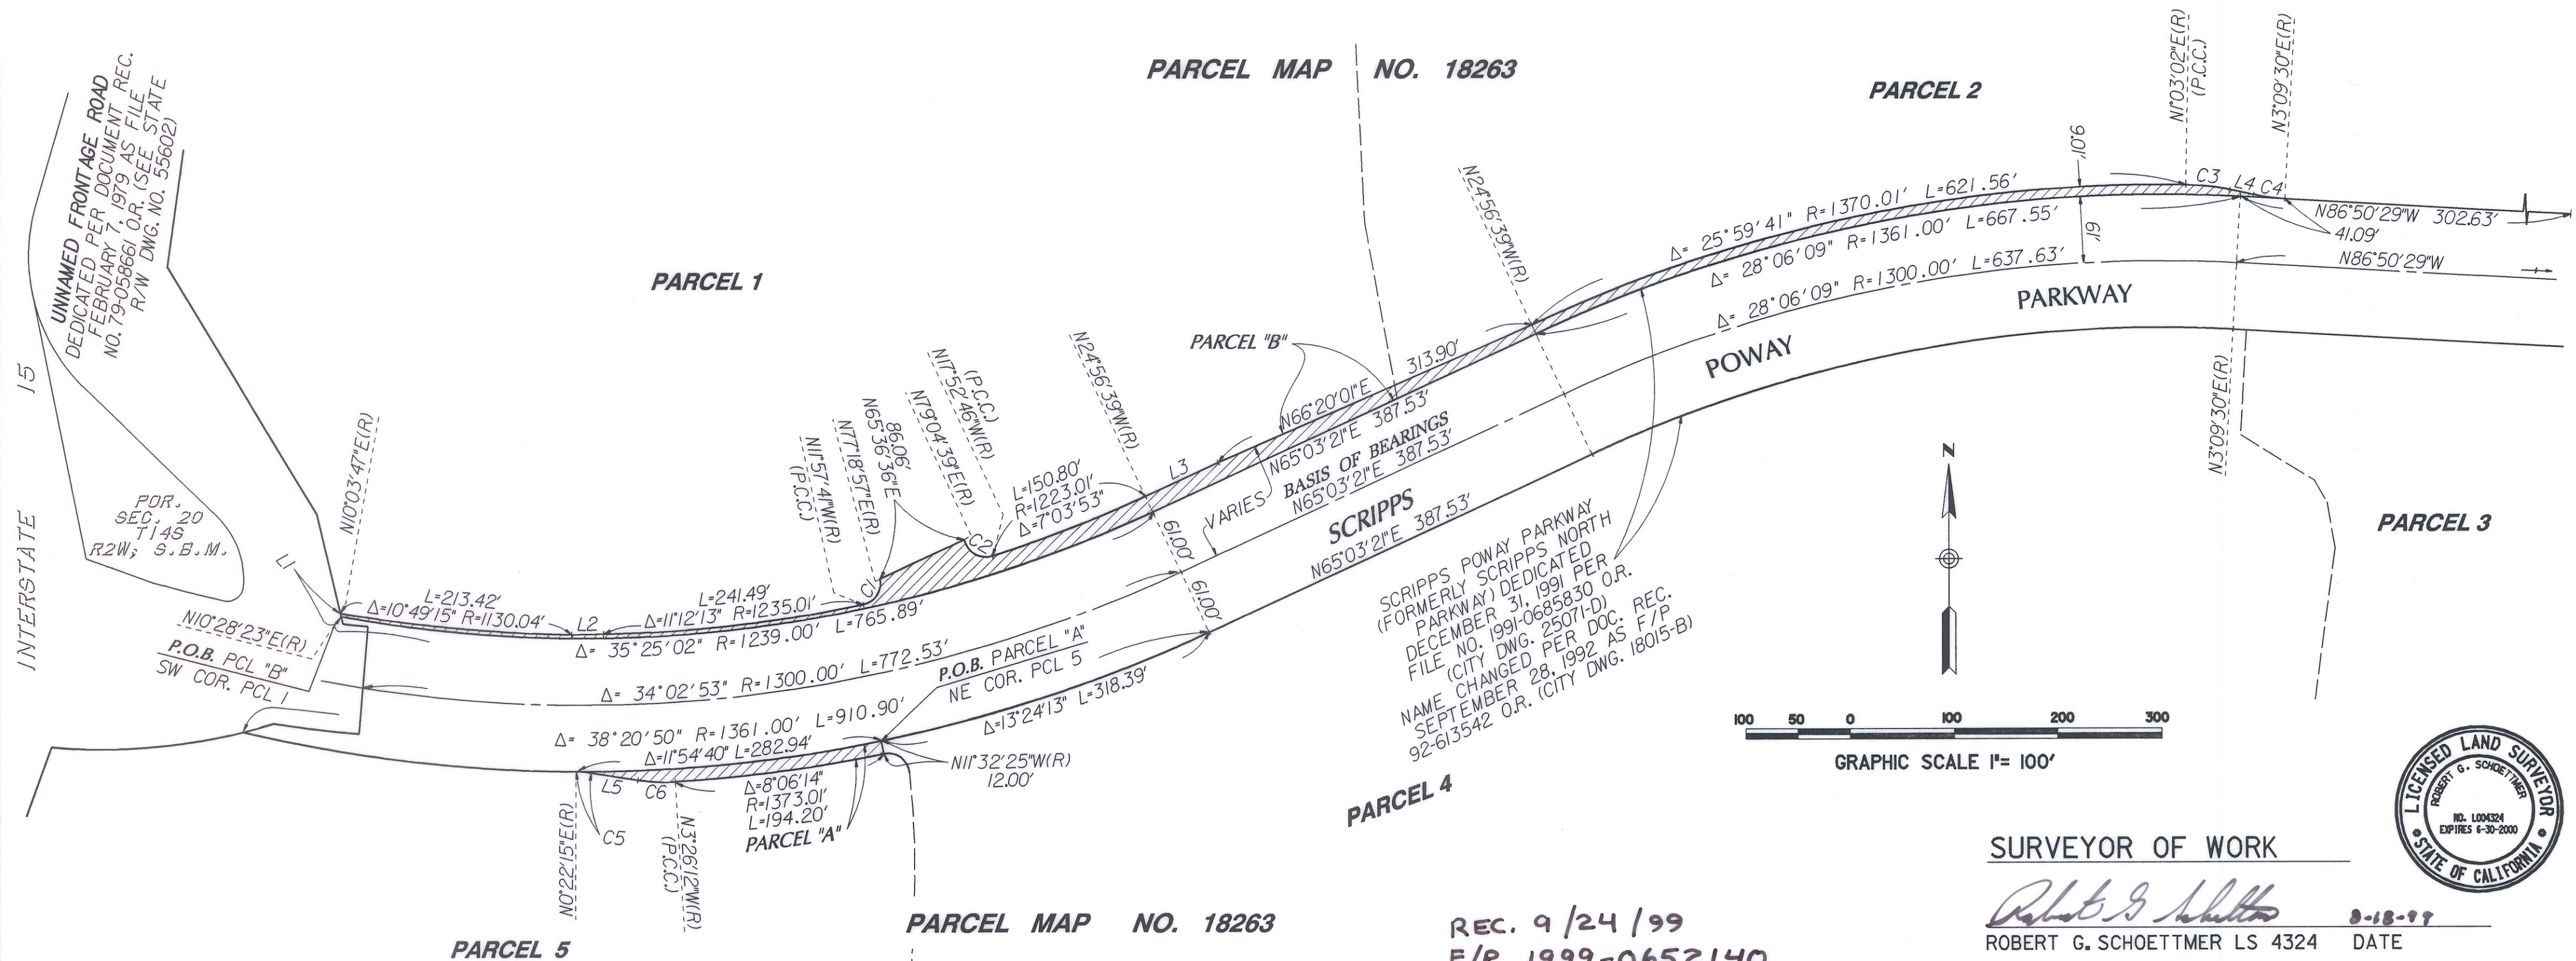 PARCEL MAP NO. 18263
PARCEL 2
N1°03'02"E(R)
(P.C.C.)
N3°09'30"E(R)
UNNAMED FRONTAGE ROAD
DEDICATED PER DOCUMENT REC.
FEBRUARY 7, 1979 AS FILE
NO. 79-058661 O.R. (SEE STATE
R/W DWG. NO. 55602)
INTERSTATE 15
POR.
SEC. 20
T14S
R2W; S.B.M.
PARCEL 1
L1
N10°03'47"E(R)
N10°28'23"E(R)
P.O.B. PCL "B"
SW COR. PCL 1
L=213.42'
Δ=10°49'15" R=1130.04'
L2
L=241.49'
Δ=11°12'13" R=1235.01'
Δ= 35°25'02" R=1239.00' L=765.89'
N11°57'41"W(R)
(P.C.C.)
N77°18'57"E(R)
N65°36'36"E
86.06'
C1
N79°04'39"E(R)
N17°52'46"W(R)
(P.C.C.)
C2
L=150.80'
R=1223.01'
Δ=7°03'53"
N24°56'39"W(R)
L3
PARCEL "B"
N66°20'01"E 313.90'
N65°03'21"E 387.53'
VARIES
BASIS OF BEARINGS
N65°03'21"E 387.53'
N65°03'21"E 387.53'
61.00'
61.00'
N24°56'39"W(R)
Δ= 25°59'41" R=1370.01' L=621.56'
Δ= 28°06'09" R=1361.00' L=667.55'
Δ= 28°06'09" R=1300.00' L=637.63'
9.01'
61'
C3
L4
C4
N86°50'29"W 302.63'
41.09'
N86°50'29"W
N3°09'30"E(R)
SCRIPPS
POWAY
PARKWAY
Δ= 34°02'53" R=1300.00' L=772.53'
P.O.B. PARCEL "A"
NE COR. PCL 5
Δ= 38°20'50" R=1361.00' L=910.90'
Δ=11°54'40" L=282.94'
Δ=13°24'13" L=318.39'
N11°32'25"W(R)
12.00'
L5
C6
C5
Δ=8°06'14"
R=1373.01'
L=194.20'
PARCEL "A"
N0°22'15"E(R)
N3°26'12"W(R)
(P.C.C.)
SCRIPPS POWAY PARKWAY
(FORMERLY SCRIPPS NORTH
PARKWAY) DEDICATED
DECEMBER 31, 1991 PER
FILE NO. 1991-0685830 O.R.
(CITY DWG. 25071-D)
NAME CHANGED PER DOC. REC.
SEPTEMBER 28, 1992 AS F/P
92-613542 O.R. (CITY DWG. 18015-B)
PARCEL 3
PARCEL 4
N
100 50 0 100 200 300
GRAPHIC SCALE 1"= 100'
PARCEL 5
PARCEL MAP NO. 18263
REC. 9/24/99
F/P 1999-0652140
SURVEYOR OF WORK
8-18-99
ROBERT G. SCHOETTMER LS 4324 DATE
LICENSED LAND SURVEYOR
ROBERT G. SCHOETTMER
NO. L004324
EXPIRES 6-30-2000
STATE OF CALIFORNIA